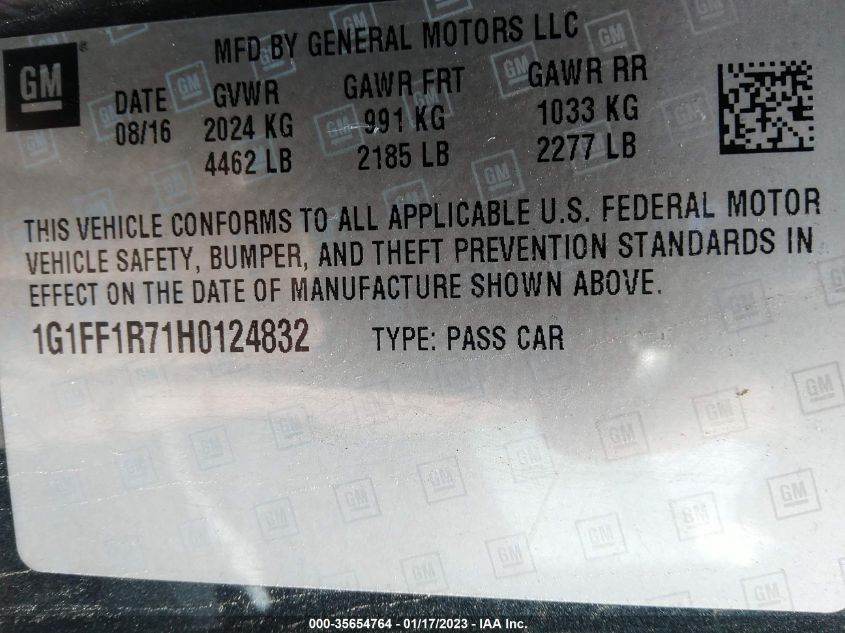 GM
MFD BY GENERAL MOTORS LLC
DATE GVWR GAWR FRT GAWR RR
08/16 2024 KG 991 KG 1033 KG
4462 LB 2185 LB 2277 LB
THIS VEHICLE CONFORMS TO ALL APPLICABLE U.S. FEDERAL MOTOR
VEHICLE SAFETY, BUMPER, AND THEFT PREVENTION STANDARDS IN
EFFECT ON THE DATE OF MANUFACTURE SHOWN ABOVE.
1G1FF1R71H0124832 TYPE: PASS CAR
000-35654764 - 01/17/2023 - IAA Inc.